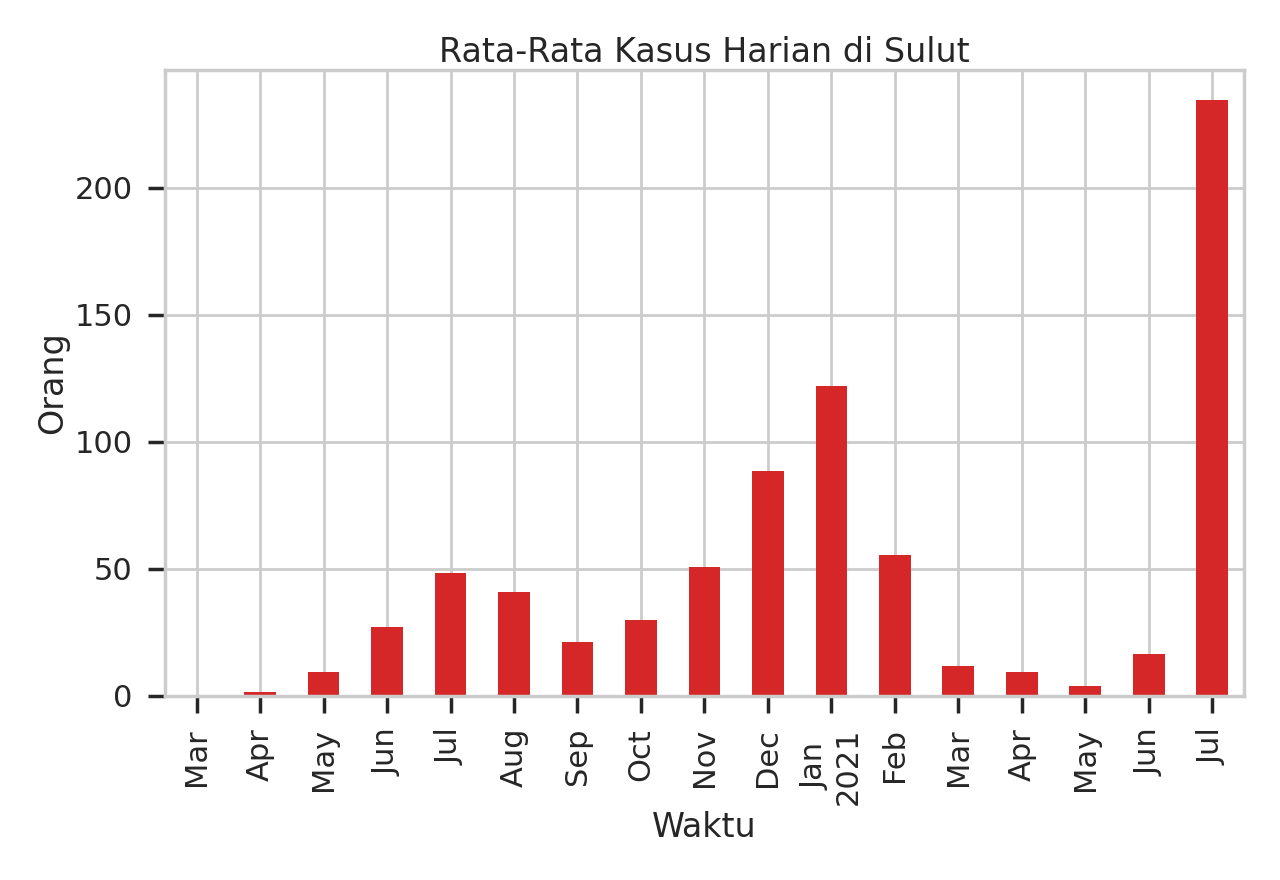 Rata-Rata Kasus Harian di Sulut
Orang
200
150
100
50
0
Mar
Apr
May
Jun
Jul
Aug
Sep
Oct
Nov
Dec
Jan
2021
Feb
Mar
Apr
May
Jun
Jul
Waktu